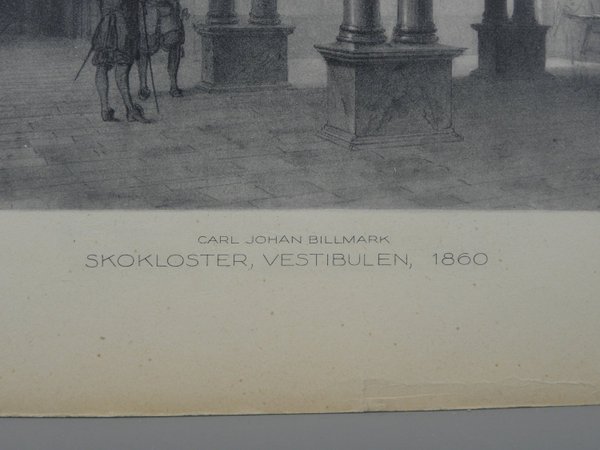 CARL JOHAN BILLMARK
SKOKLOSTER, VESTIBULEN, 1860